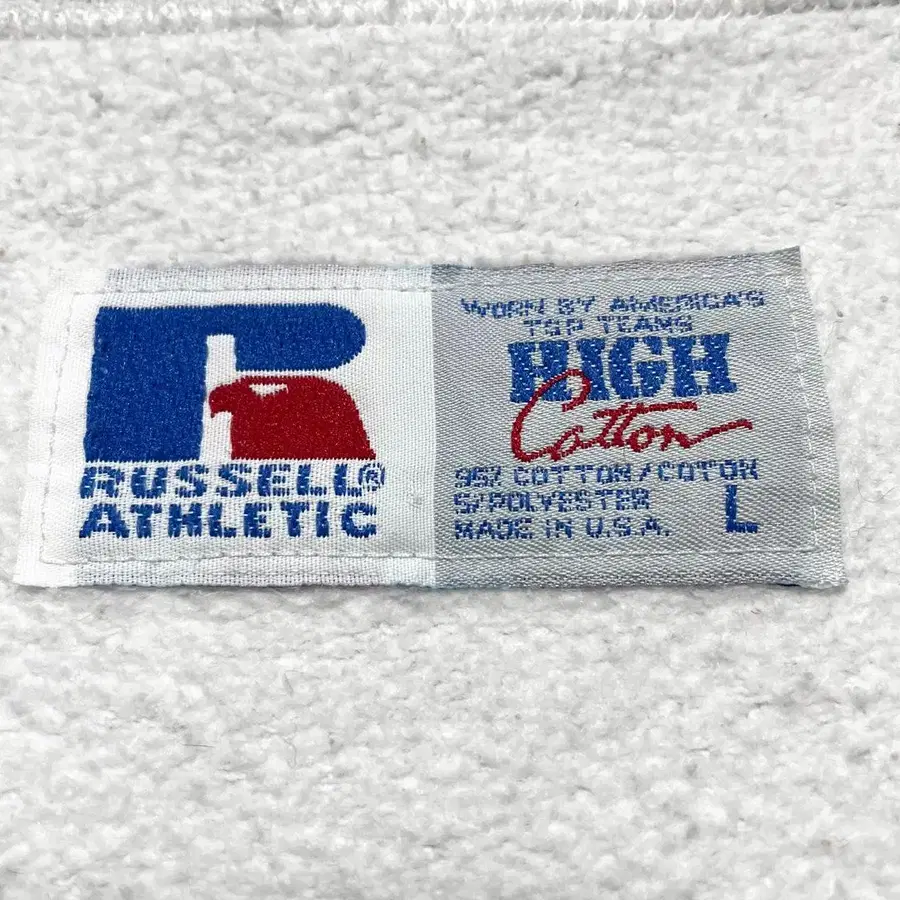 RUSSELL®
ATHLETIC
WORN BY AMERICA'S
TOP TEAMS
HIGH
Cotton
95% COTTON/COTON
5/POLYESTER
MADE IN U.S.A.
L